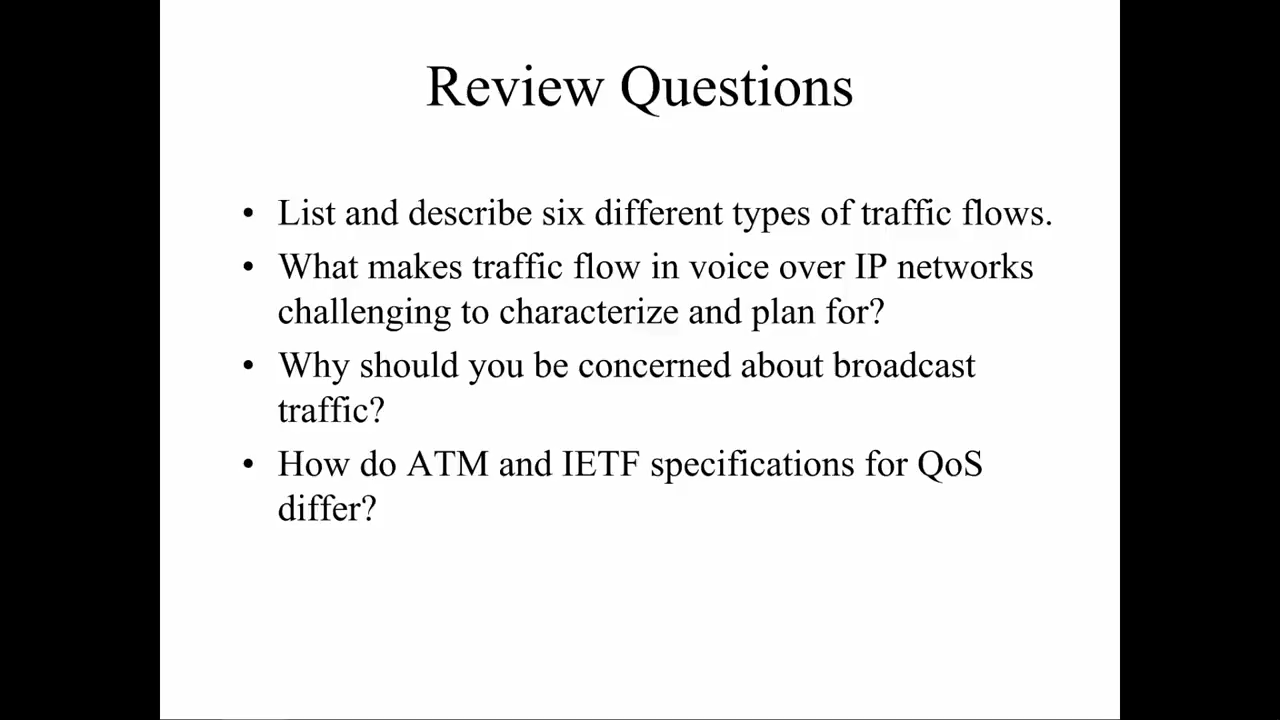 Review Questions
• List and describe six different types of traffic flows.
• What makes traffic flow in voice over IP networks
challenging to characterize and plan for?
• Why should you be concerned about broadcast
traffic?
• How do ATM and IETF specifications for QoS
differ?